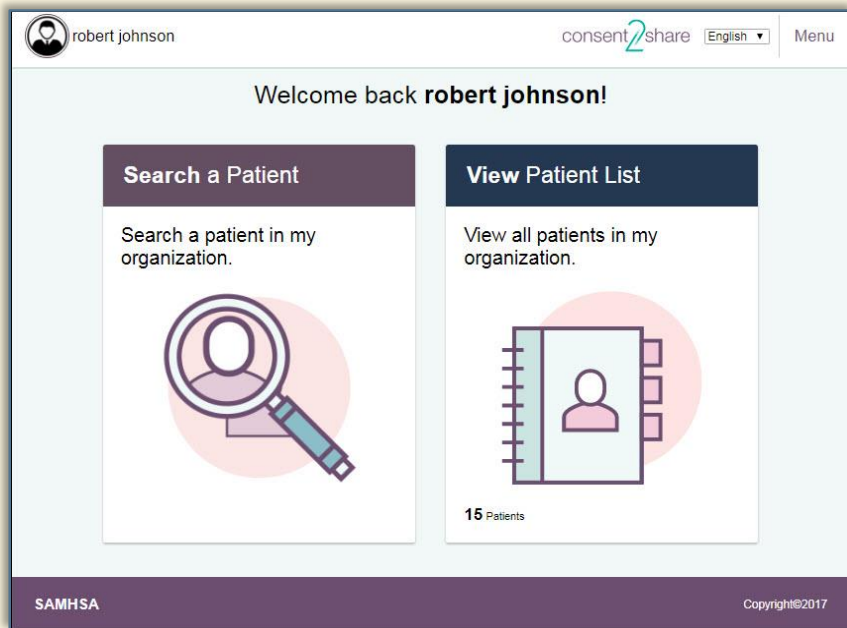 robert johnson
consent2share
English
Menu
Welcome back robert johnson!
Search a Patient
Search a patient in my
organization.
View Patient List
View all patients in my
organization.
15 Patients
SAMHSA
Copyright©2017